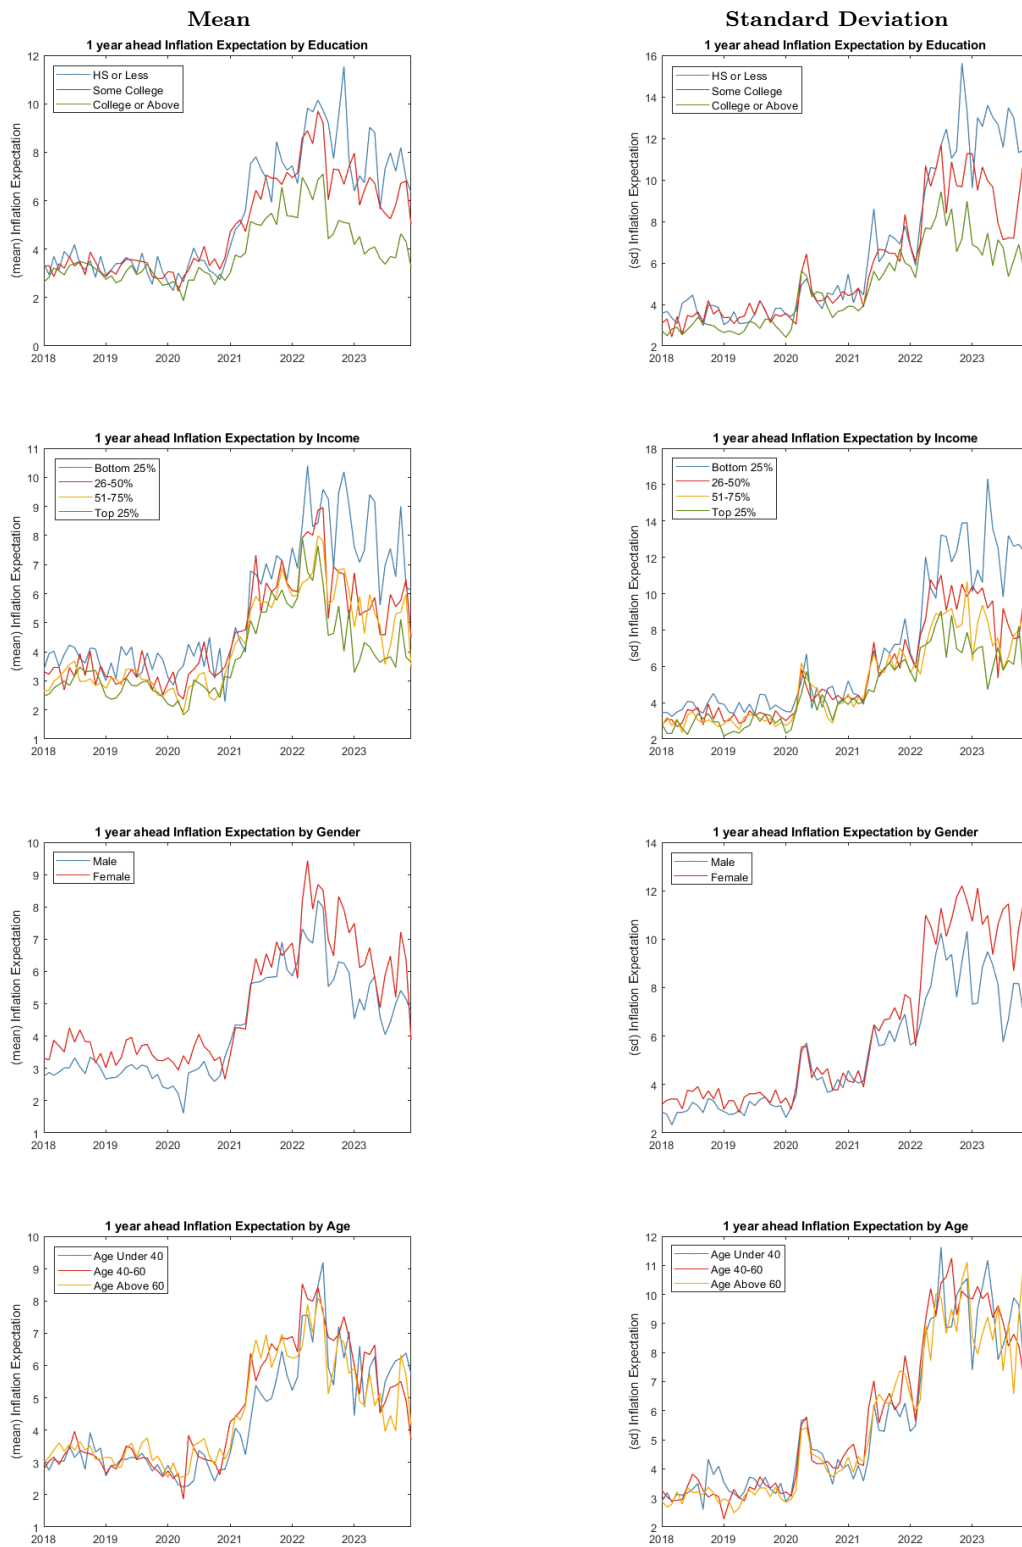 Mean
Standard Deviation
1 year ahead Inflation Expectation by Education
12
10
8
6
4
2
0
(mean) Inflation Expectation
HS or Less
Some College
College or Above
2018 2019 2020 2021 2022 2023
1 year ahead Inflation Expectation by Education
16
14
12
10
8
6
4
2
(sd) Inflation Expectation
HS or Less
Some College
College or Above
2018 2019 2020 2021 2022 2023
1 year ahead Inflation Expectation by Income
11
10
9
8
7
6
5
4
3
2
1
(mean) Inflation Expectation
Bottom 25%
26-50%
51-75%
Top 25%
2018 2019 2020 2021 2022 2023
1 year ahead Inflation Expectation by Income
18
16
14
12
10
8
6
4
2
(sd) Inflation Expectation
Bottom 25%
26-50%
51-75%
Top 25%
2018 2019 2020 2021 2022 2023
1 year ahead Inflation Expectation by Gender
10
9
8
7
6
5
4
3
2
1
(mean) Inflation Expectation
Male
Female
2018 2019 2020 2021 2022 2023
1 year ahead Inflation Expectation by Gender
14
12
10
8
6
4
2
(sd) Inflation Expectation
Male
Female
2018 2019 2020 2021 2022 2023
1 year ahead Inflation Expectation by Age
10
9
8
7
6
5
4
3
2
1
(mean) Inflation Expectation
Age Under 40
Age 40-60
Age Above 60
2018 2019 2020 2021 2022 2023
1 year ahead Inflation Expectation by Age
12
11
10
9
8
7
6
5
4
3
2
(sd) Inflation Expectation
Age Under 40
Age 40-60
Age Above 60
2018 2019 2020 2021 2022 2023